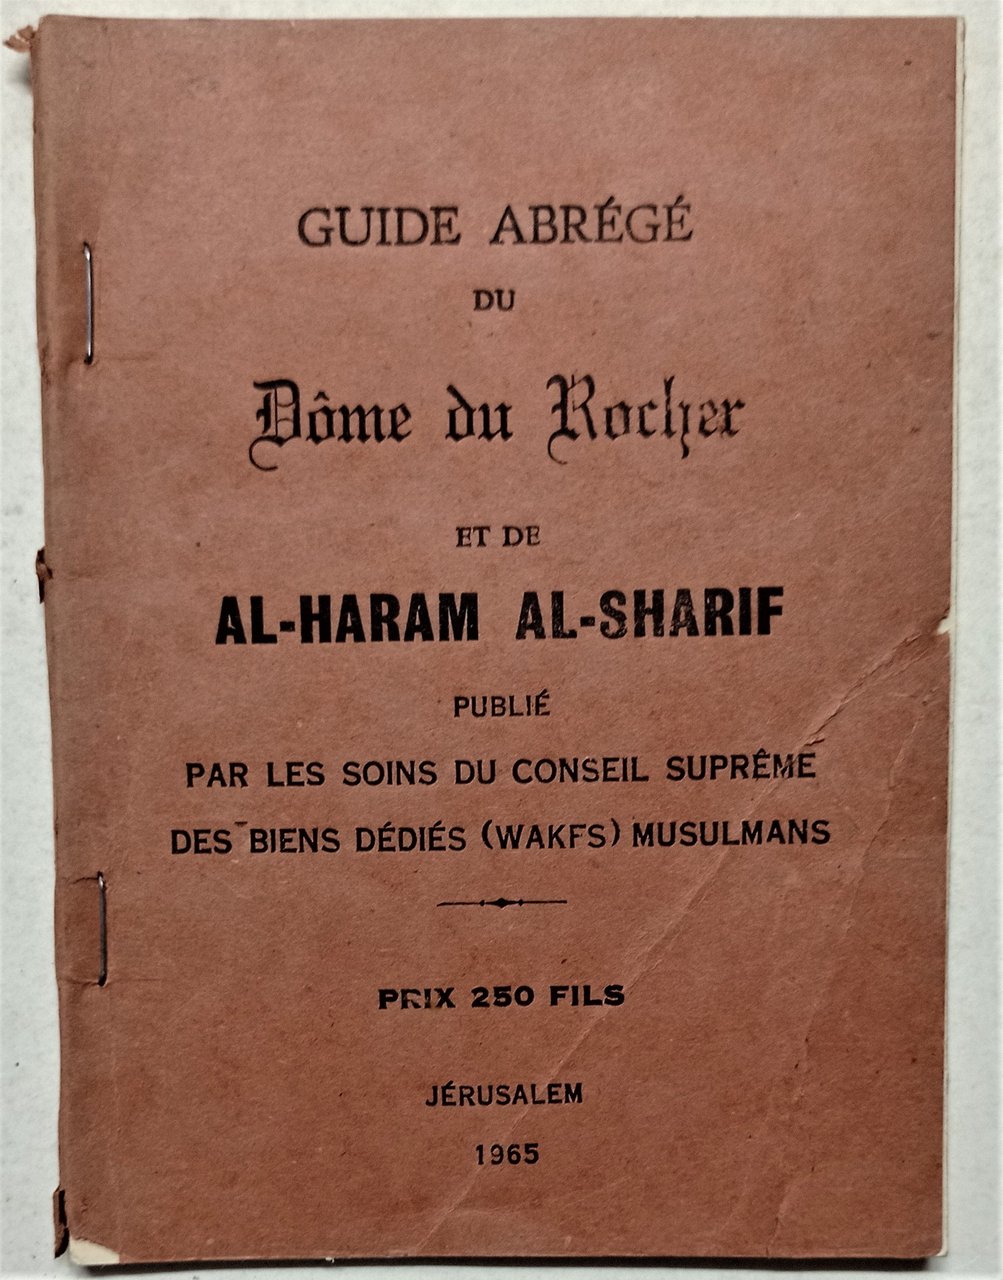 GUIDE ABRÉGÉ
DU
Dôme du Rocher
ET DE
AL-HARAM AL-SHARIF
PUBLIÉ
PAR LES SOINS DU CONSEIL SUPRÊME
DES BIENS DÉDIÉS (WAKFS) MUSULMANS
PRIX 250 FILS
JÉRUSALEM
1965